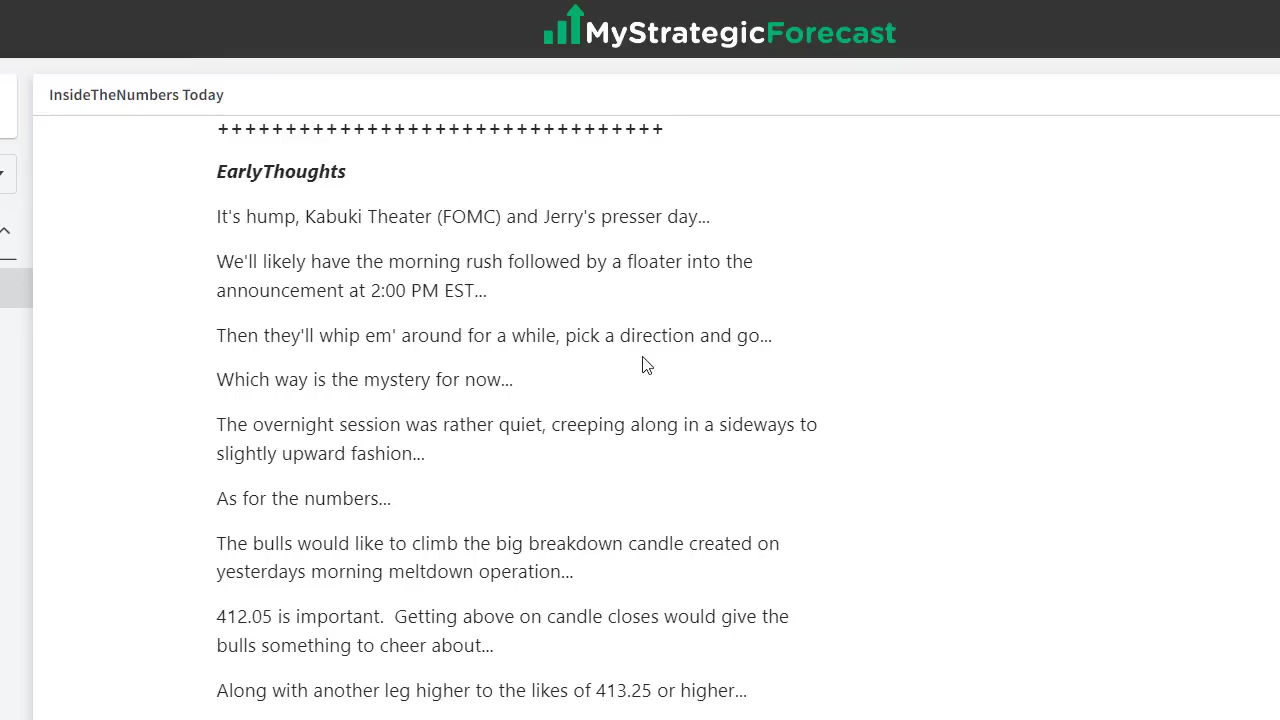 MyStrategicForecast
InsideTheNumbers Today
+++++++++++++++++++++++++++++++++
EarlyThoughts
It's hump, Kabuki Theater (FOMC) and Jerry's presser day...
We'll likely have the morning rush followed by a floater into the
announcement at 2:00 PM EST...
Then they'll whip em' around for a while, pick a direction and go...
Which way is the mystery for now...
The overnight session was rather quiet, creeping along in a sideways to
slightly upward fashion...
As for the numbers...
The bulls would like to climb the big breakdown candle created on
yesterdays morning meltdown operation...
412.05 is important.  Getting above on candle closes would give the
bulls something to cheer about...
Along with another leg higher to the likes of 413.25 or higher...